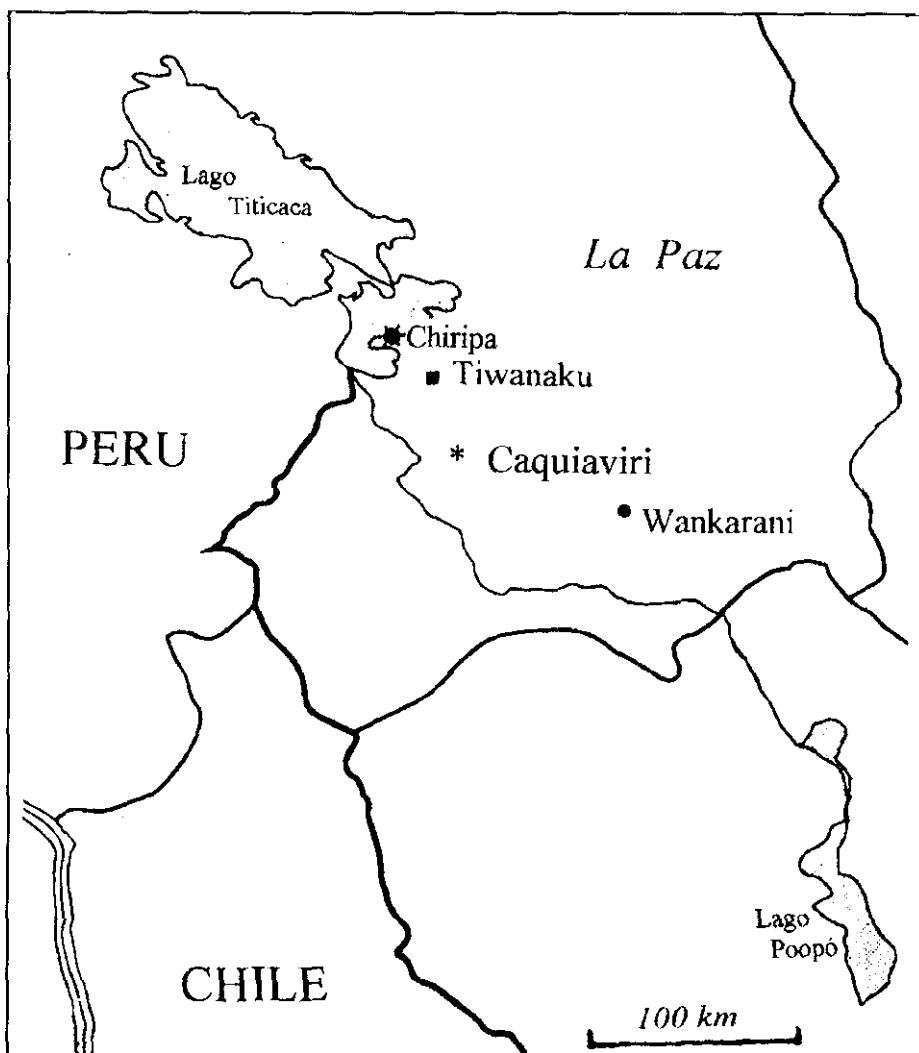 Lago
Titicaca
La Paz
Chiripa
Tiwanaku
PERU
Caquiaviri
Wankarani
Lago
Poopó
CHILE
100 km